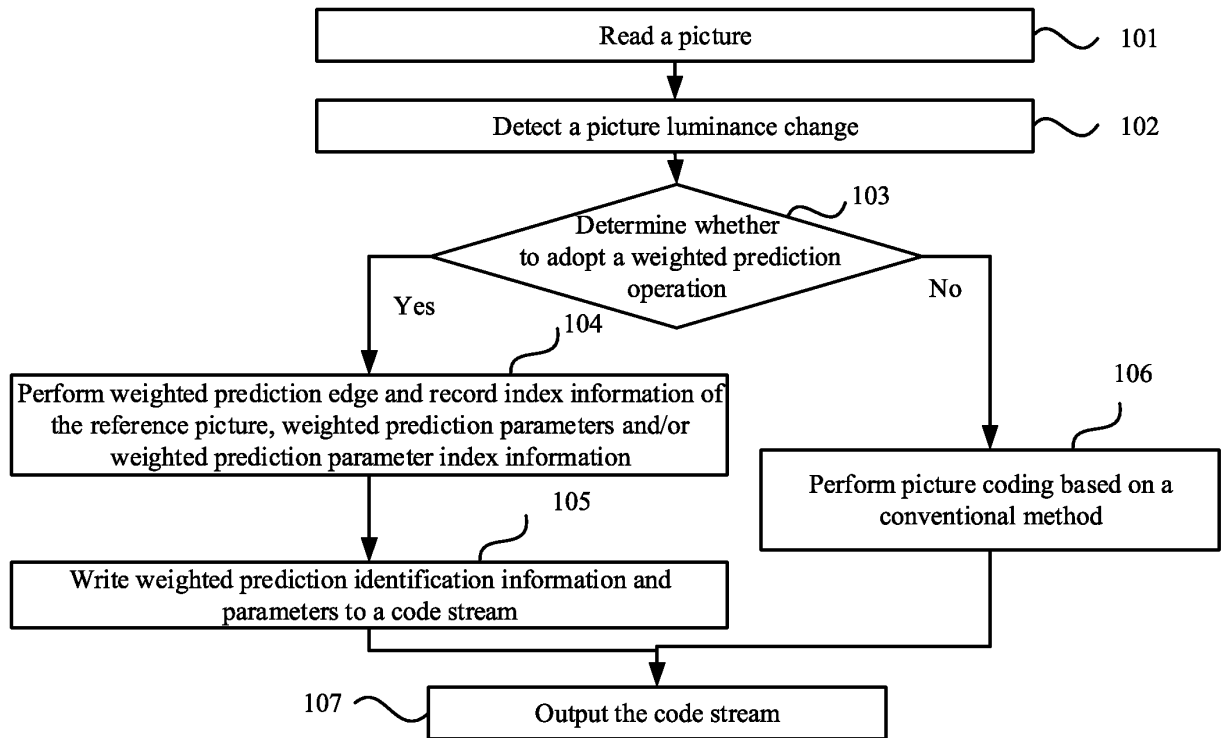 Read a picture
101
Detect a picture luminance change
102
103
Determine whether
to adopt a weighted prediction
operation
Yes
No
104
Perform weighted prediction edge and record index information of
the reference picture, weighted prediction parameters and/or
weighted prediction parameter index information
106
Perform picture coding based on a
conventional method
105
Write weighted prediction identification information and
parameters to a code stream
107
Output the code stream